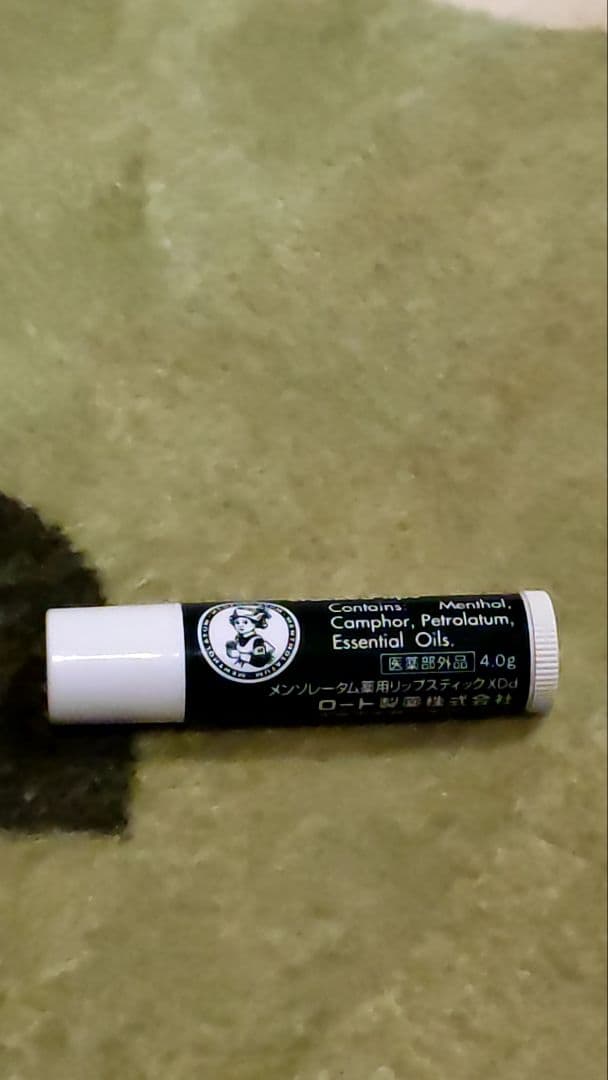 MENTHOLATUM
Contains: Menthol,
Camphor, Petrolatum,
Essential Oils.
医薬部外品 4.0g
メンソレータム薬用リップスティックXDd
ロート製薬株式会社